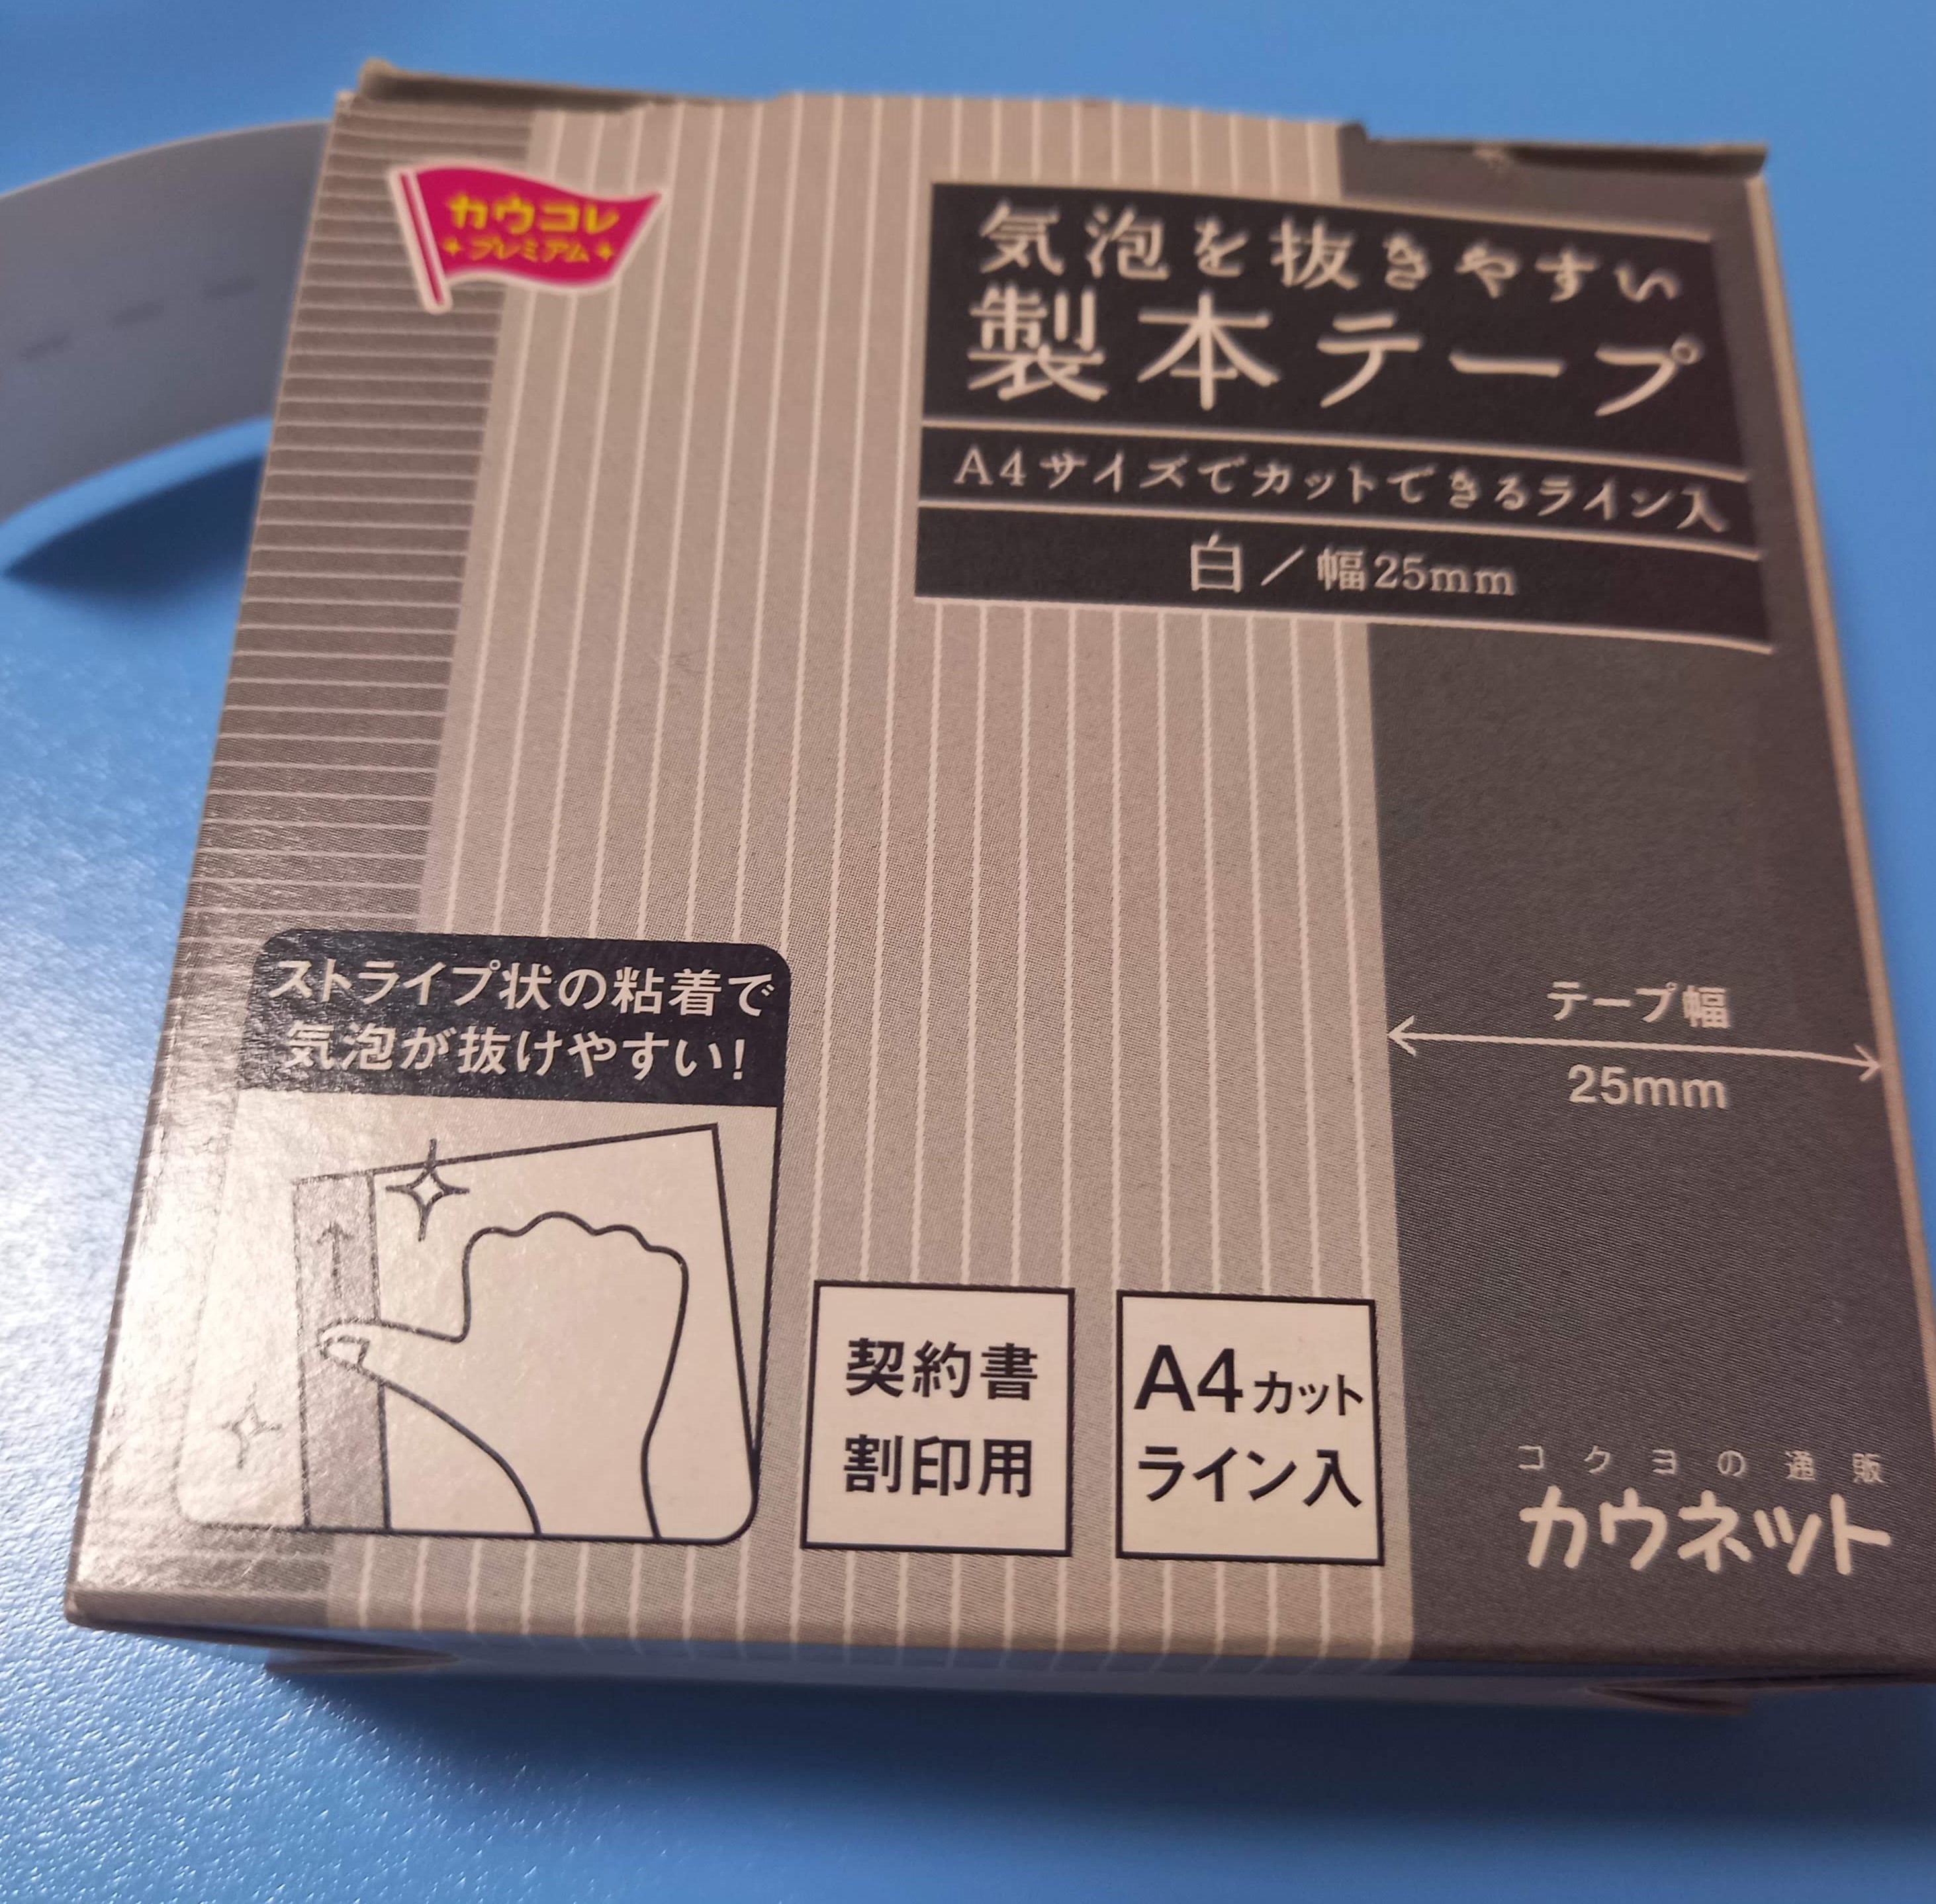 カウコレ
プレミアム
気泡を抜きやすい
製本テープ
A4サイズでカットできるライン入
白／幅25mm
ストライプ状の粘着で
気泡が抜けやすい!
テープ幅
25mm
契約書
割印用
A4カット
ライン入
コクヨの通販
カウネット